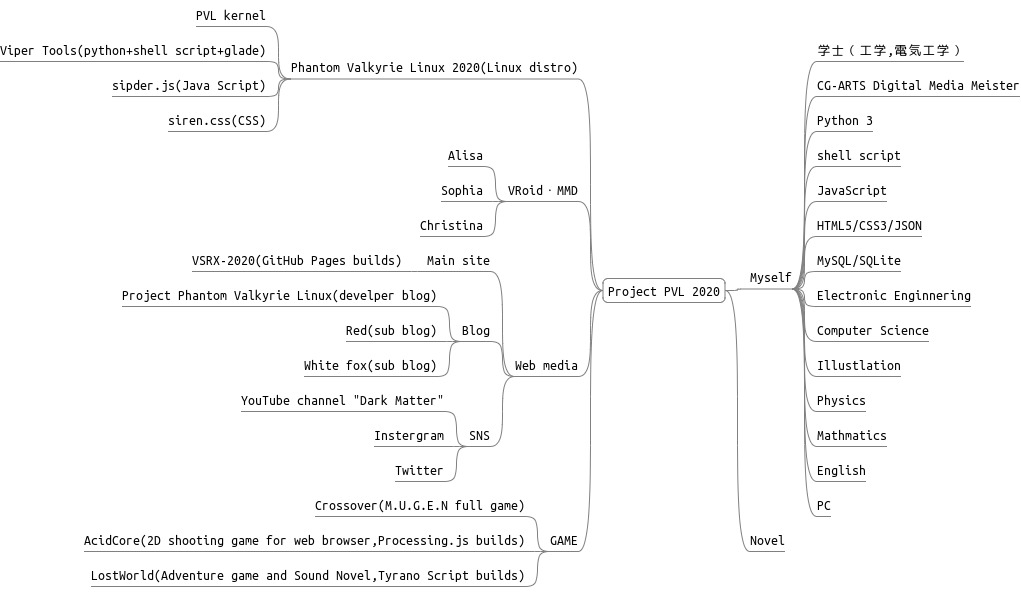 PVL kernel
Viper Tools(python+shell script+glade)
sipder.js(Java Script)
siren.css(CSS)
Phantom Valkyrie Linux 2020(Linux distro)
Alisa
Sophia
Christina
VRoid・MMD
VSRX-2020(GitHub Pages builds)
Main site
Project Phantom Valkyrie Linux(develper blog)
Red(sub blog)
White fox(sub blog)
Blog
Web media
YouTube channel "Dark Matter"
Instergram
Twitter
SNS
Crossover(M.U.G.E.N full game)
AcidCore(2D shooting game for web browser,Processing.js builds)
LostWorld(Adventure game and Sound Novel,Tyrano Script builds)
GAME
Project PVL 2020
Myself
学士（工学,電気工学）
CG-ARTS Digital Media Meister
Python 3
shell script
JavaScript
HTML5/CSS3/JSON
MySQL/SQLite
Electronic Enginnering
Computer Science
Illustlation
Physics
Mathmatics
English
PC
Novel